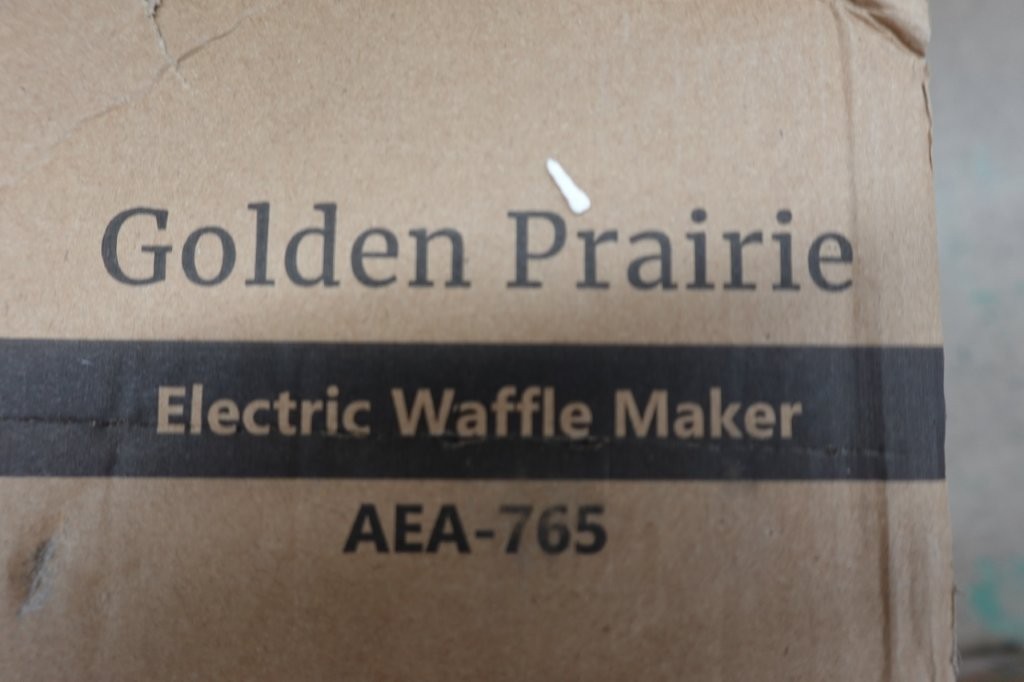 Golden Prairie
Electric Waffle Maker
AEA-765